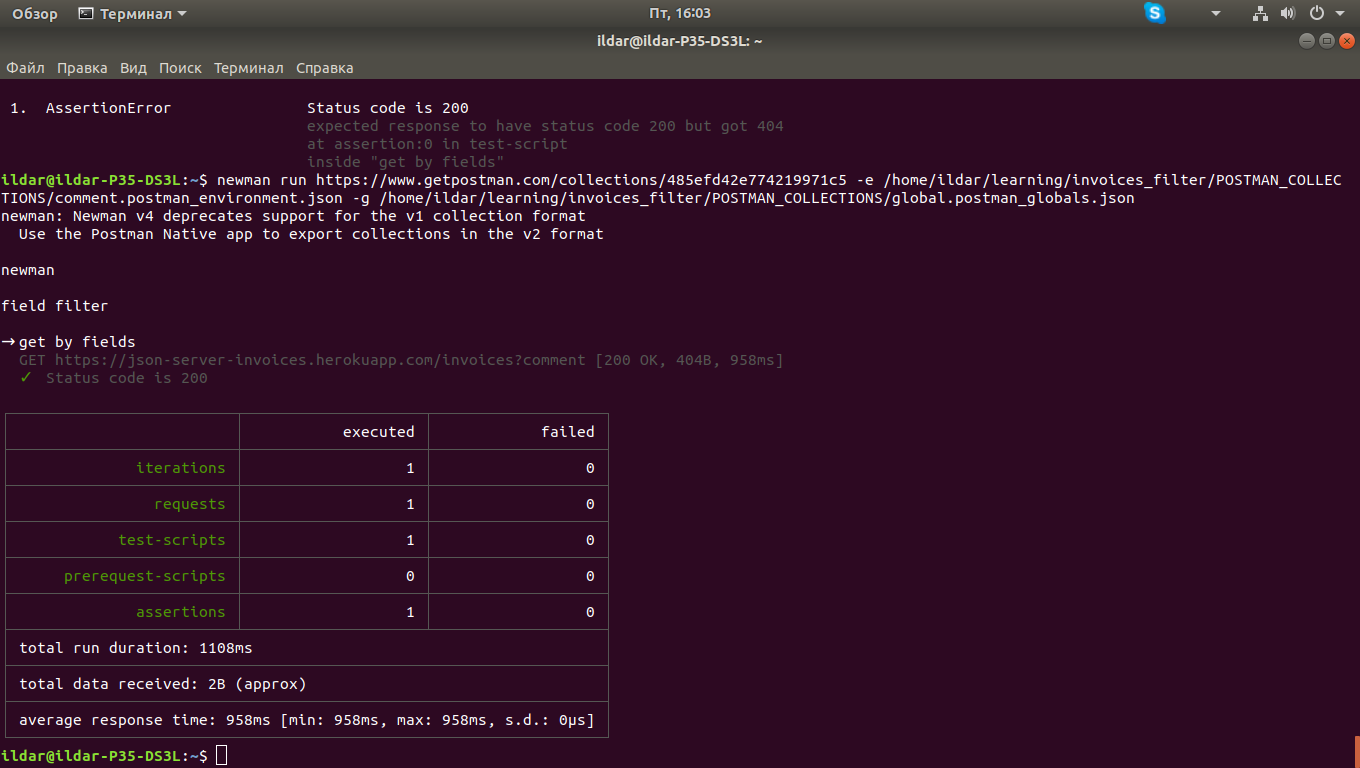 Обзор Терминал Пт, 16:03
ildar@ildar-P35-DS3L: ~
Файл Правка Вид Поиск Терминал Справка
1. AssertionError Status code is 200
expected response to have status code 200 but got 404
at assertion:0 in test-script
inside "get by fields"
ildar@ildar-P35-DS3L:~$ newman run https://www.getpostman.com/collections/485efd42e774219971c5 -e /home/ildar/learning/invoices_filter/POSTMAN_COLLEC
TIONS/comment.postman_environment.json -g /home/ildar/learning/invoices_filter/POSTMAN_COLLECTIONS/global.postman_globals.json
newman: Newman v4 deprecates support for the v1 collection format
Use the Postman Native app to export collections in the v2 format
newman
field filter
→ get by fields
GET https://json-server-invoices.herokuapp.com/invoices?comment [200 OK, 404B, 958ms]
✓ Status code is 200
executed failed
iterations 1 0
requests 1 0
test-scripts 1 0
prerequest-scripts 0 0
assertions 1 0
total run duration: 1108ms
total data received: 2B (approx)
average response time: 958ms [min: 958ms, max: 958ms, s.d.: 0µs]
ildar@ildar-P35-DS3L:~$